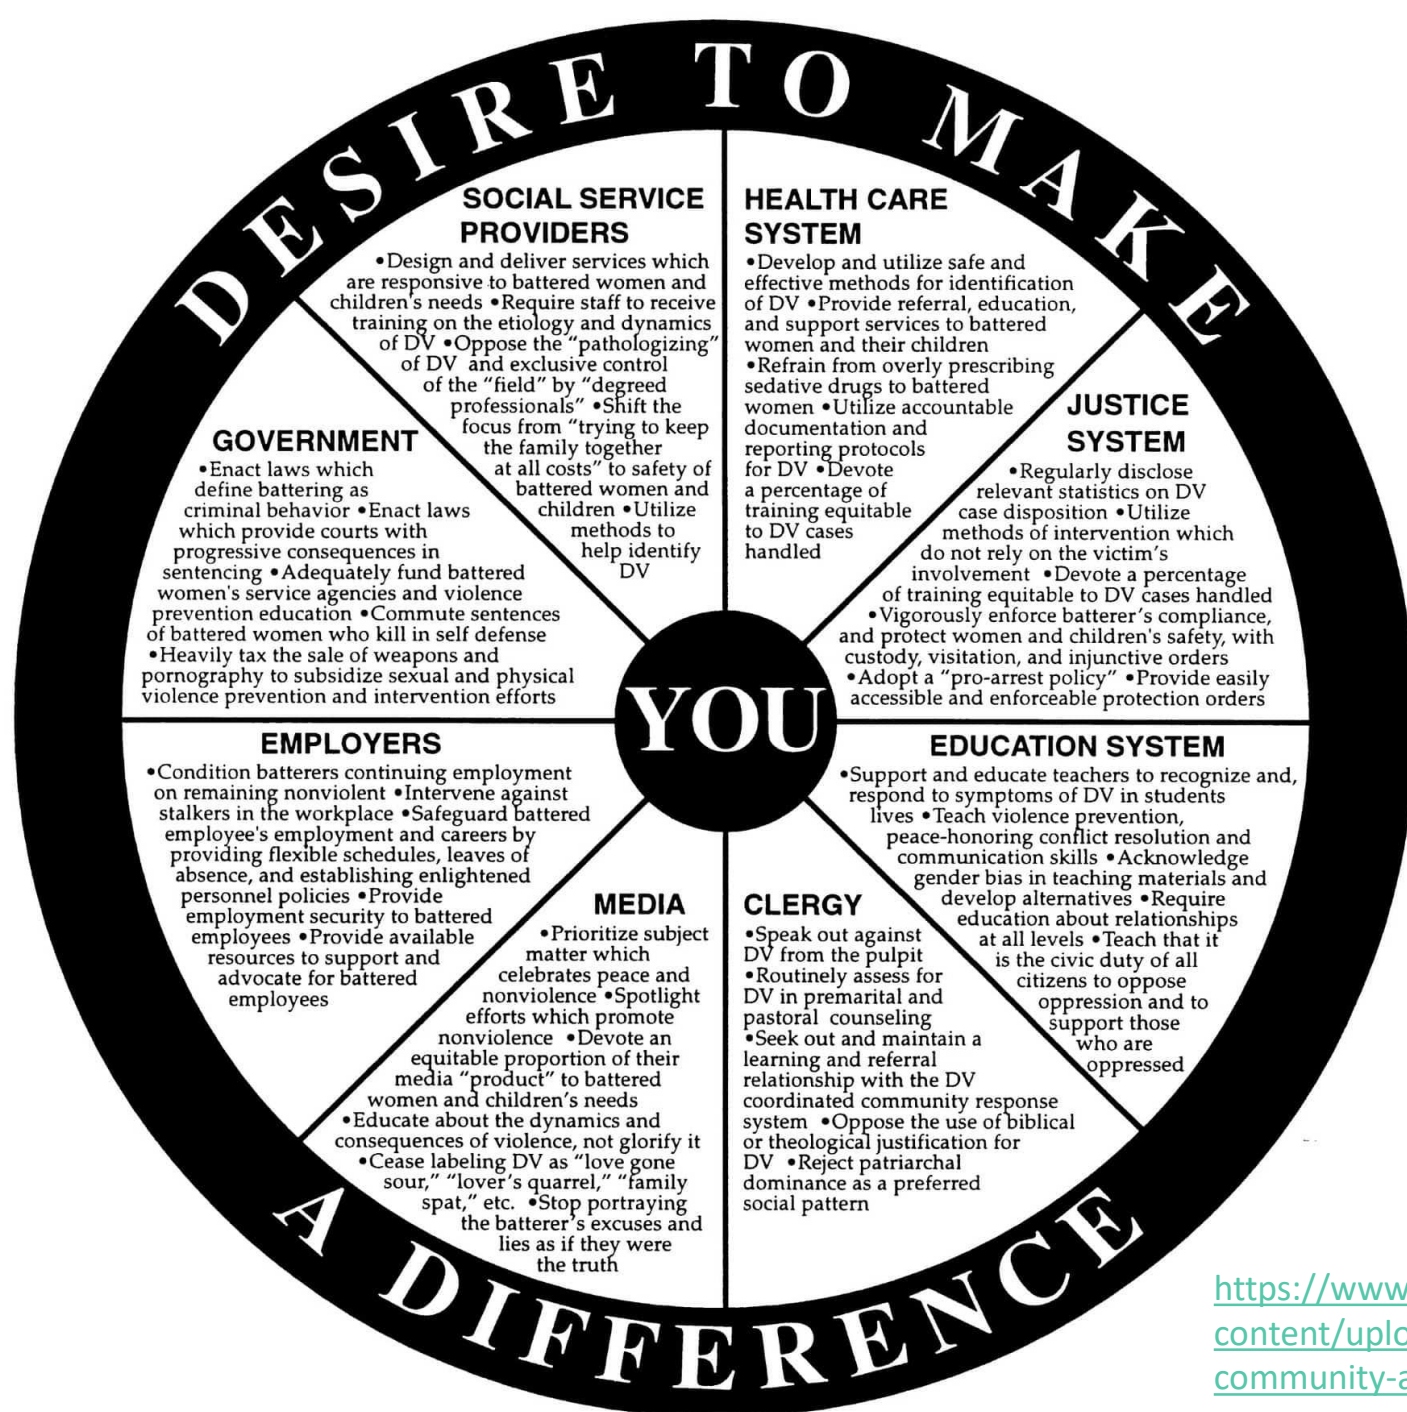 DESIRE TO MAKE
SOCIAL SERVICE
PROVIDERS
•Design and deliver services which
are responsive to battered women and
children's needs •Require staff to receive
training on the etiology and dynamics
of DV •Oppose the “pathologizing”
of DV and exclusive control
of the “field” by “degreed
professionals” •Shift the
focus from “trying to keep
the family together
at all costs” to safety of
battered women and
children •Utilize
methods to
help identify
DV
HEALTH CARE
SYSTEM
•Develop and utilize safe and
effective methods for identification
of DV •Provide referral, education,
and support services to battered
women and their children
•Refrain from overly prescribing
sedative drugs to battered
women •Utilize accountable
documentation and
reporting protocols
for DV •Devote
a percentage of
training equitable
to DV cases
handled
JUSTICE
SYSTEM
•Regularly disclose
relevant statistics on DV
case disposition •Utilize
methods of intervention which
do not rely on the victim's
involvement •Devote a percentage
of training equitable to DV cases handled
•Vigorously enforce batterer's compliance,
and protect women and children's safety, with
custody, visitation, and injunctive orders
•Adopt a “pro-arrest policy” •Provide easily
accessible and enforceable protection orders
EDUCATION SYSTEM
•Support and educate teachers to recognize and,
respond to symptoms of DV in students
lives •Teach violence prevention,
peace-honoring conflict resolution and
communication skills •Acknowledge
gender bias in teaching materials and
develop alternatives •Require
education about relationships
at all levels •Teach that it
is the civic duty of all
citizens to oppose
oppression and to
support those
who are
oppressed
CLERGY
•Speak out against
DV from the pulpit
•Routinely assess for
DV in premarital and
pastoral counseling
•Seek out and maintain a
learning and referral
relationship with the DV
coordinated community response
system •Oppose the use of biblical
or theological justification for
DV •Reject patriarchal
dominance as a preferred
social pattern
MEDIA
•Prioritize subject
matter which
celebrates peace and
nonviolence •Spotlight
efforts which promote
nonviolence •Devote an
equitable proportion of their
media “product” to battered
women and children's needs
•Educate about the dynamics and
consequences of violence, not glorify it
•Cease labeling DV as “love gone
sour,” “lover's quarrel,” “family
spat,” etc. •Stop portraying
the batterer's excuses and
lies as if they were
the truth
EMPLOYERS
•Condition batterers continuing employment
on remaining nonviolent •Intervene against
stalkers in the workplace •Safeguard battered
employee's employment and careers by
providing flexible schedules, leaves of
absence, and establishing enlightened
personnel policies •Provide
employment security to battered
employees •Provide available
resources to support and
advocate for battered
employees
GOVERNMENT
•Enact laws which
define battering as
criminal behavior •Enact laws
which provide courts with
progressive consequences in
sentencing •Adequately fund battered
women's service agencies and violence
prevention education •Commute sentences
of battered women who kill in self defense
•Heavily tax the sale of weapons and
pornography to subsidize sexual and physical
violence prevention and intervention efforts
YOU
A DIFFERENCE
https://www
content/uplo
community-a